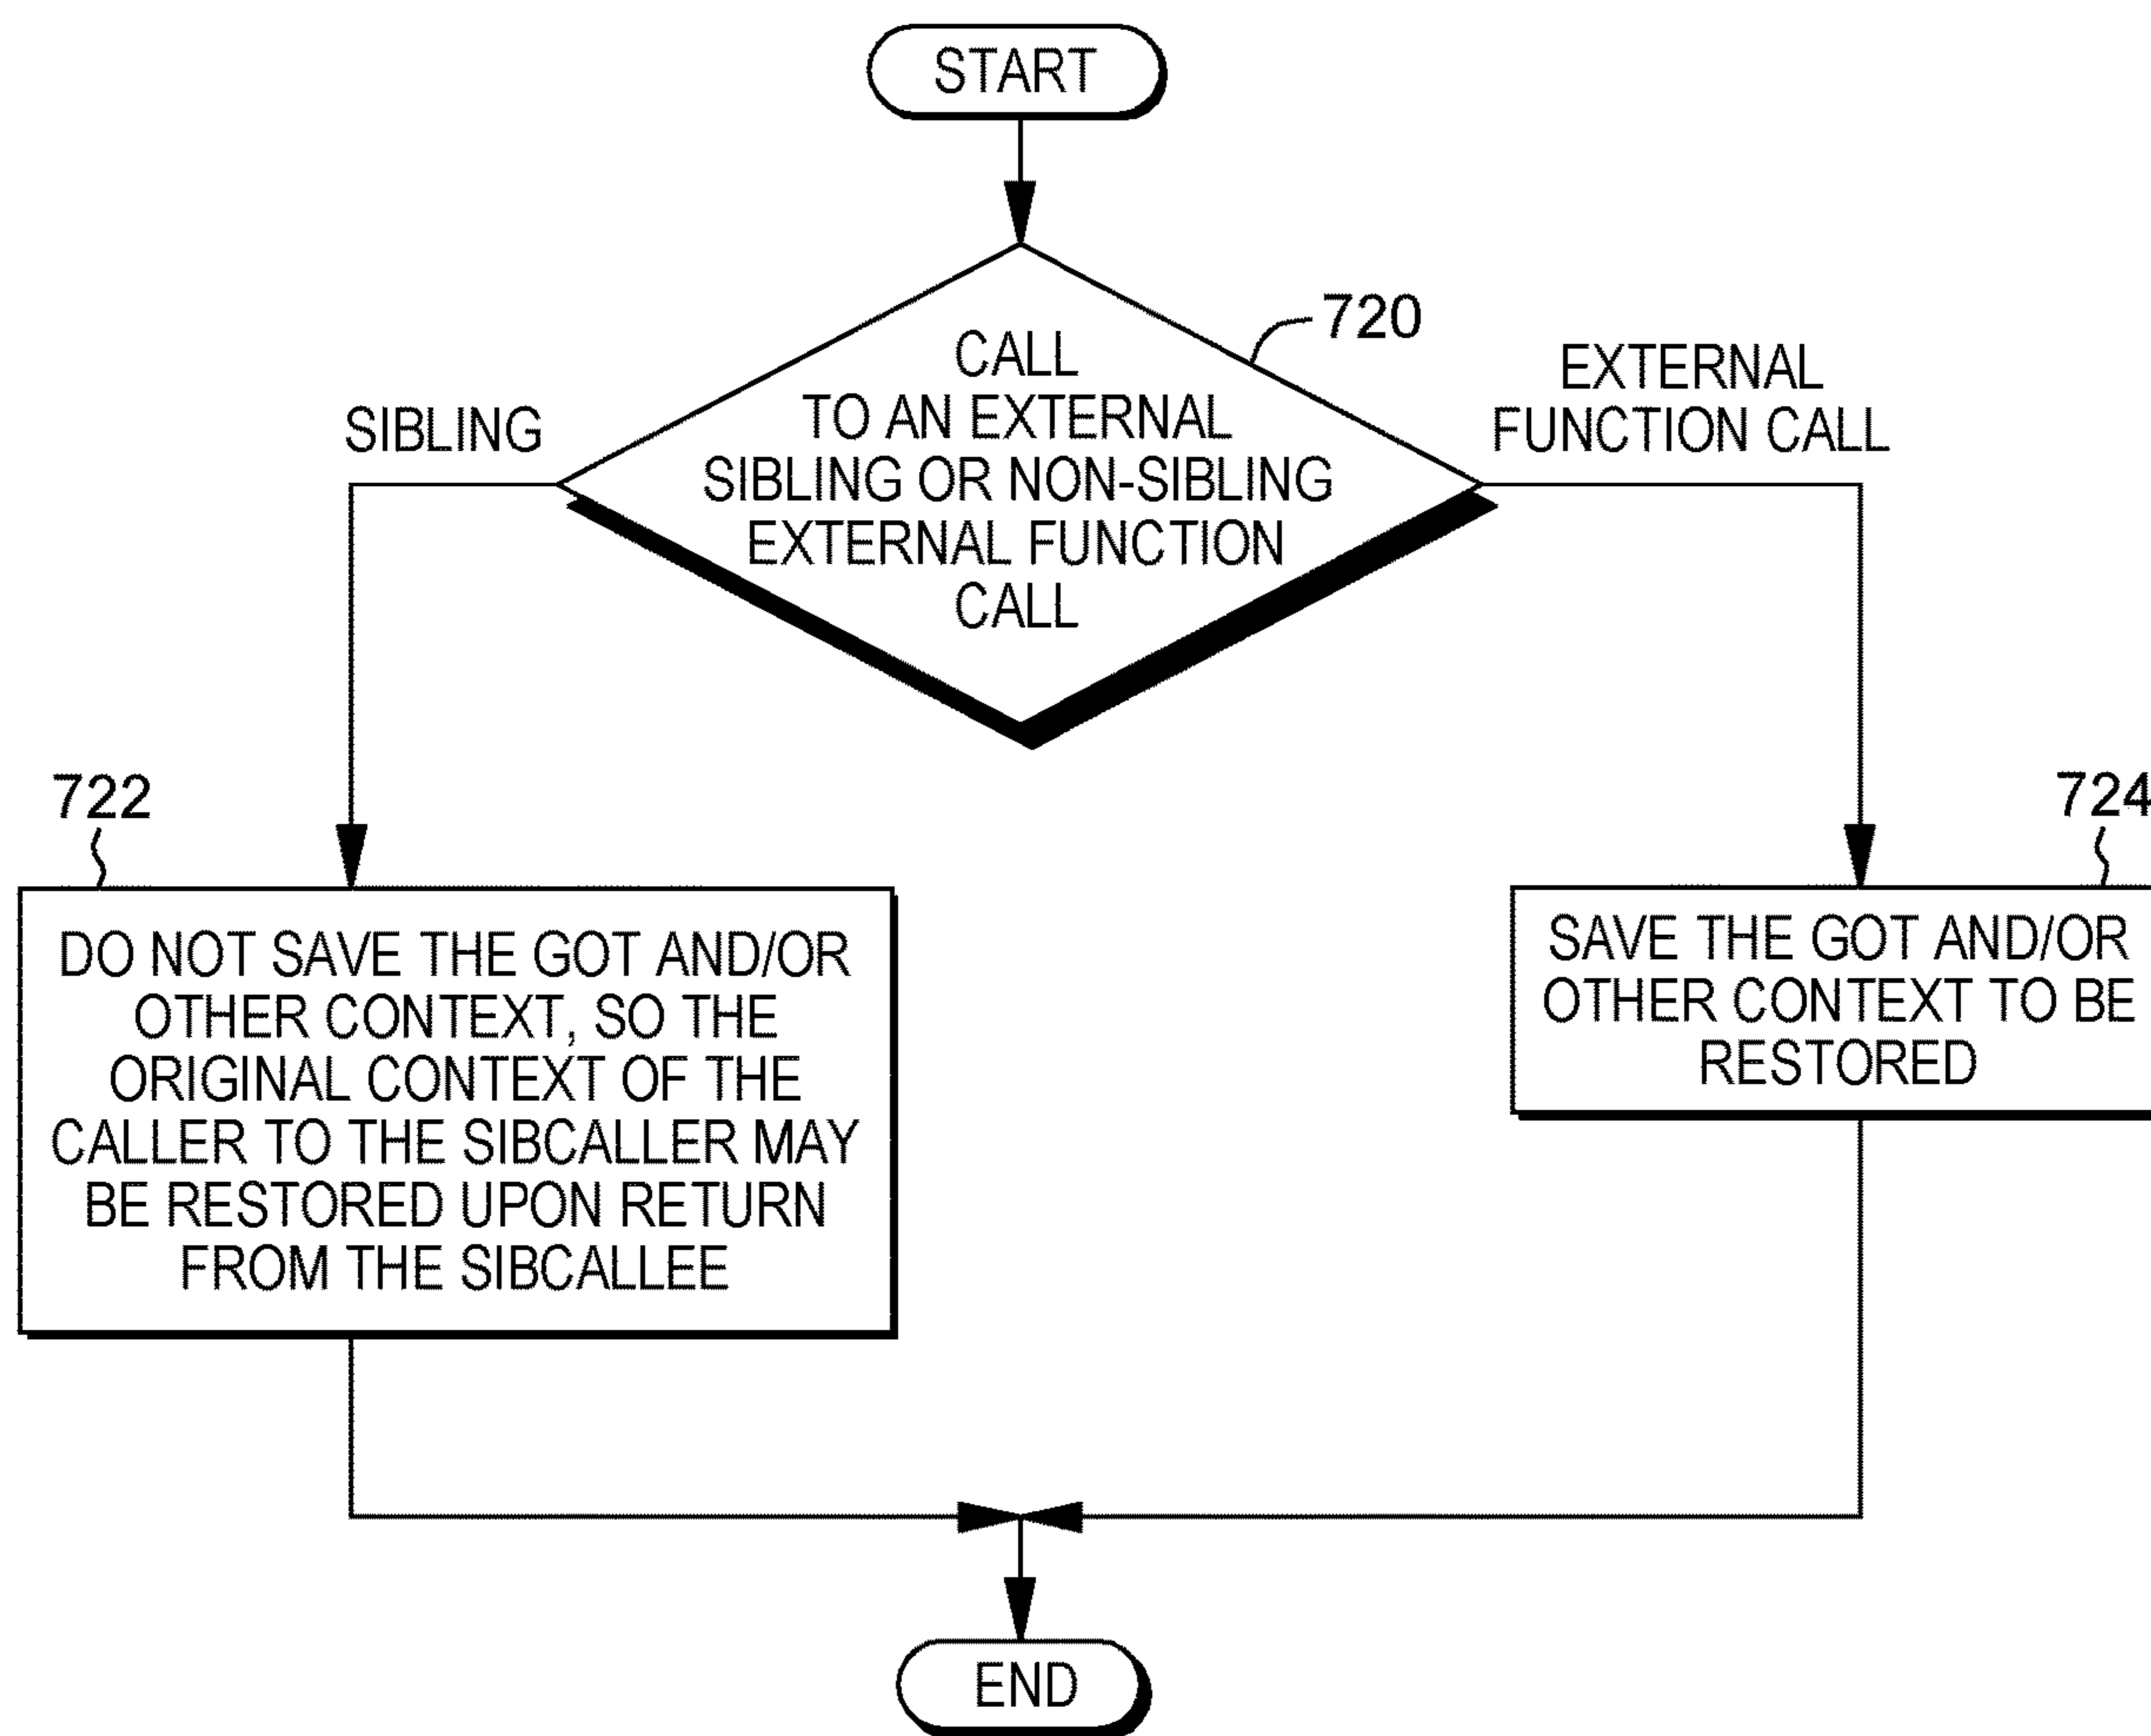 START
720
CALL
TO AN EXTERNAL
SIBLING OR NON-SIBLING
EXTERNAL FUNCTION
CALL
SIBLING
EXTERNAL
FUNCTION CALL
722
DO NOT SAVE THE GOT AND/OR
OTHER CONTEXT, SO THE
ORIGINAL CONTEXT OF THE
CALLER TO THE SIBCALLER MAY
BE RESTORED UPON RETURN
FROM THE SIBCALLEE
724
SAVE THE GOT AND/OR
OTHER CONTEXT TO BE
RESTORED
END